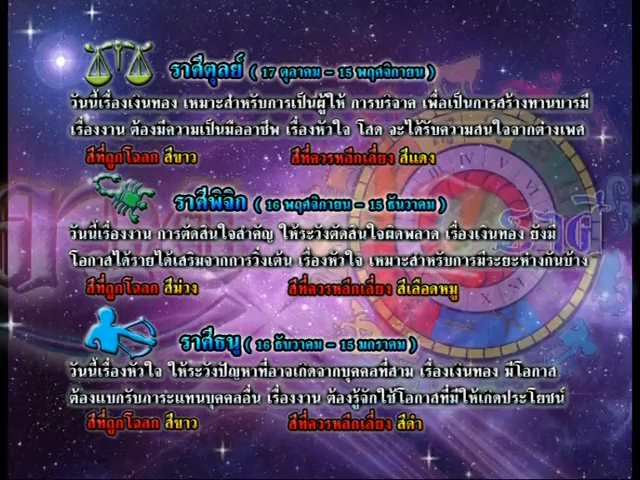 ราศีตุลย์ ( 17 ตุลาคม - 15 พฤศจิกายน )
วันนี้เรื่องเงินทอง เหมาะสำหรับการเป็นผู้ให้ การบริจาค เพื่อเป็นการสร้างทานบารมี
เรื่องงาน ต้องมีความเป็นมืออาชีพ เรื่องหัวใจ โสด จะได้รับความสนใจจากต่างเพศ
สีที่ถูกโฉลก สีขาว สีที่ควรหลีกเลี่ยง สีแดง
ราศีพิจิก ( 16 พฤศจิกายน - 15 ธันวาคม )
วันนี้เรื่องงาน การตัดสินใจสำคัญ ให้ระวังตัดสินใจผิดพลาด เรื่องเงินทอง ยังมี
โอกาสได้รายได้เสริมจากการวิ่งเต้น เรื่องหัวใจ เหมาะสำหรับการมีระยะห่างกันบ้าง
สีที่ถูกโฉลก สีม่วง สีที่ควรหลีกเลี่ยง สีเลือดหมู
ราศีธนู ( 16 ธันวาคม - 15 มกราคม )
วันนี้เรื่องหัวใจ ให้ระวังปัญหาที่อาจเกิดจากบุคคลที่สาม เรื่องเงินทอง มีโอกาส
ต้องแบกรับภาระแทนบุคคลอื่น เรื่องงาน ต้องรู้จักใช้โอกาสที่มีให้เกิดประโยชน์
สีที่ถูกโฉลก สีขาว สีที่ควรหลีกเลี่ยง สีดำ